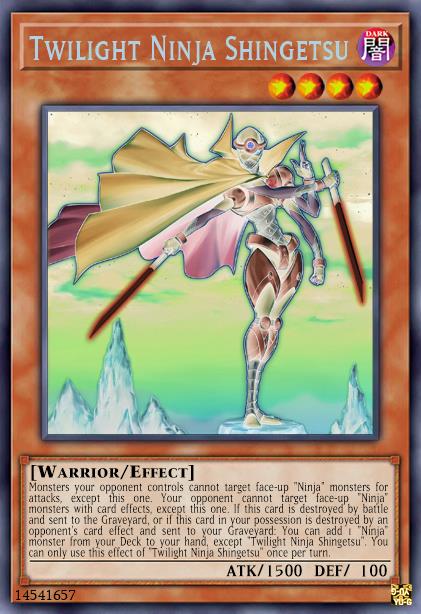 Twilight Ninja Shingetsu
DARK
闇
[Warrior/Effect]
Monsters your opponent controls cannot target face-up "Ninja" monsters for
attacks, except this one. Your opponent cannot target face-up "Ninja"
monsters with card effects, except this one. If this card is destroyed by battle
and sent to the Graveyard, or if this card in your possession is destroyed by an
opponent's card effect and sent to your Graveyard: You can add 1 "Ninja"
monster from your Deck to your hand, except "Twilight Ninja Shingetsu". You
can only use this effect of "Twilight Ninja Shingetsu" once per turn.
ATK/1500 DEF/ 100
14541657